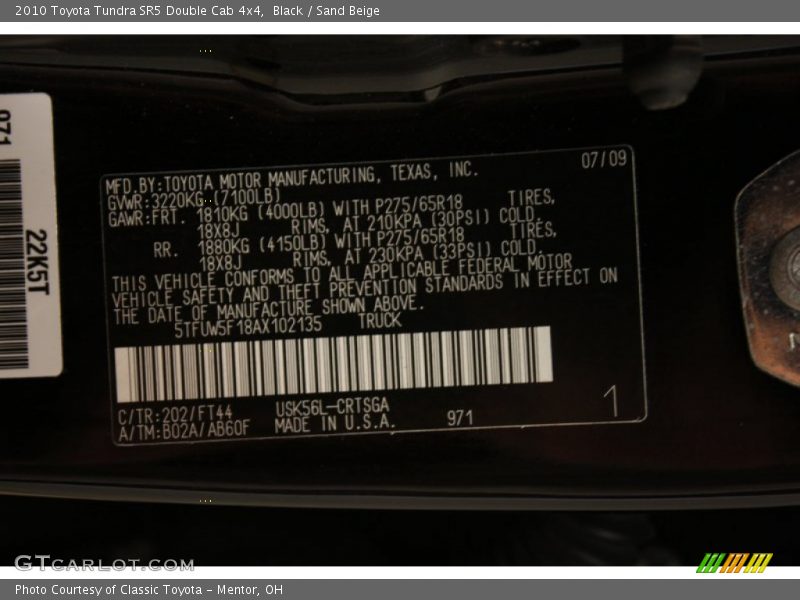 2010 Toyota Tundra SR5 Double Cab 4x4, Black / Sand Beige
971
22K5T
07/09
MFD.BY:TOYOTA MOTOR MANUFACTURING, TEXAS, INC.
GVWR:3220KG (7100LB)
GAWR:FRT. 1810KG (4000LB) WITH P275/65R18 TIRES,
18X8J RIMS, AT 210KPA (30PSI) COLD.
RR. 1880KG (4150LB) WITH P275/65R18 TIRES,
18X8J RIMS, AT 230KPA (33PSI) COLD.
THIS VEHICLE CONFORMS TO ALL APPLICABLE FEDERAL MOTOR
VEHICLE SAFETY AND THEFT PREVENTION STANDARDS IN EFFECT ON
THE DATE OF MANUFACTURE SHOWN ABOVE.
5TFUW5F18AX102135 TRUCK
C/TR:202/FT44 USK56L-CRTSGA
A/TM:B02A/AB60F MADE IN U.S.A. 971
1
GTCARLOT.COM
Photo Courtesy of Classic Toyota - Mentor, OH